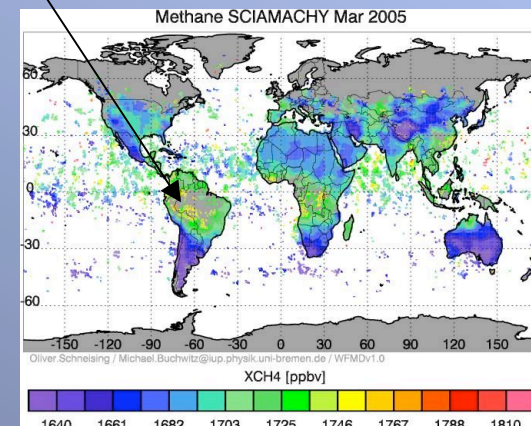 Methane SCIAMACHY Mar 2005
60
30
0
-30
-60
-150 -120 -90 -60 -30 0 30 60 90 120 150
Oliver.Schneising / Michael.Buchwitz@iup.physik.uni-bremen.de / WFMDv1.0
XCH4 [ppbv]
1640 1661 1682 1703 1725 1746 1767 1788 1810